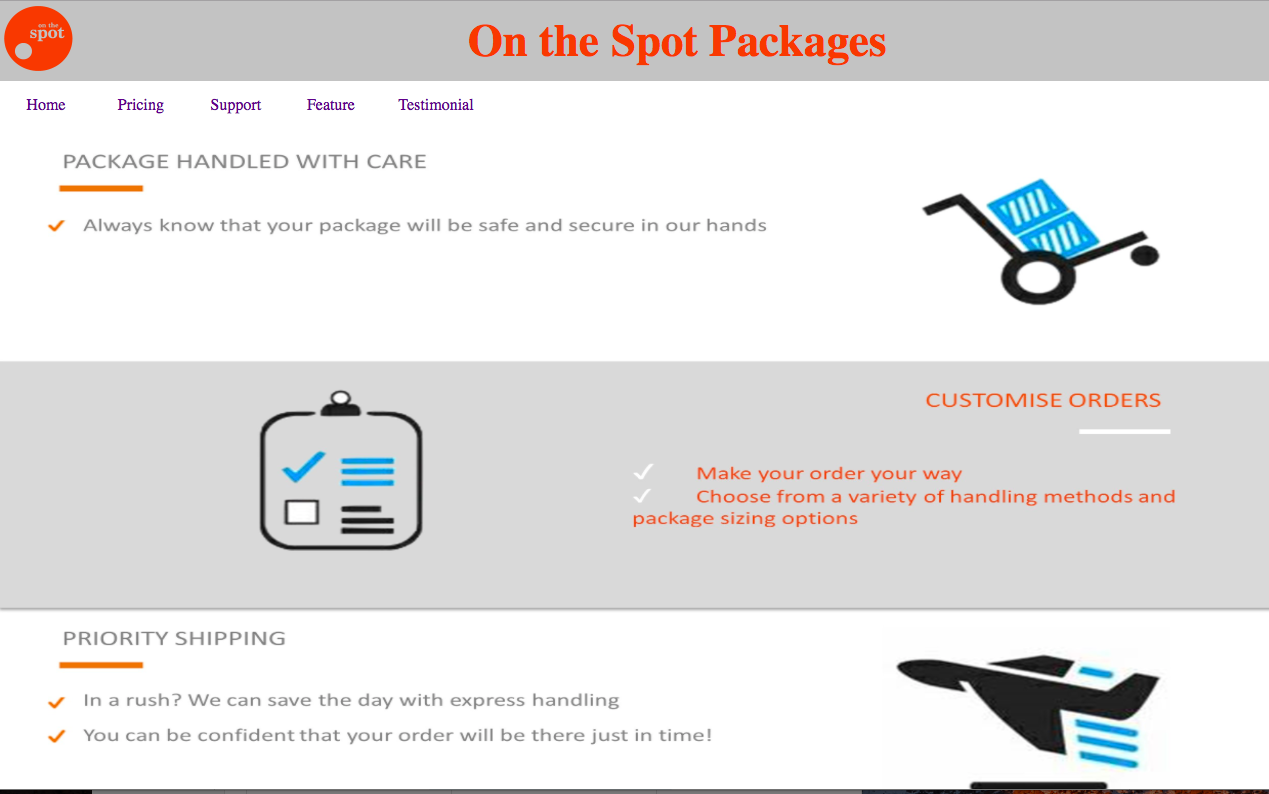 on the
spot
On the Spot Packages
Home Pricing Support Feature Testimonial
PACKAGE HANDLED WITH CARE
Always know that your package will be safe and secure in our hands
CUSTOMISE ORDERS
Make your order your way
Choose from a variety of handling methods and
package sizing options
PRIORITY SHIPPING
In a rush? We can save the day with express handling
You can be confident that your order will be there just in time!